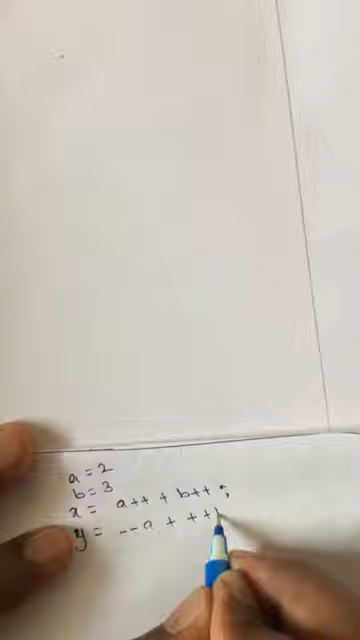 a = 2
b = 3
x = a++ + b++ ;
y = --a + ++